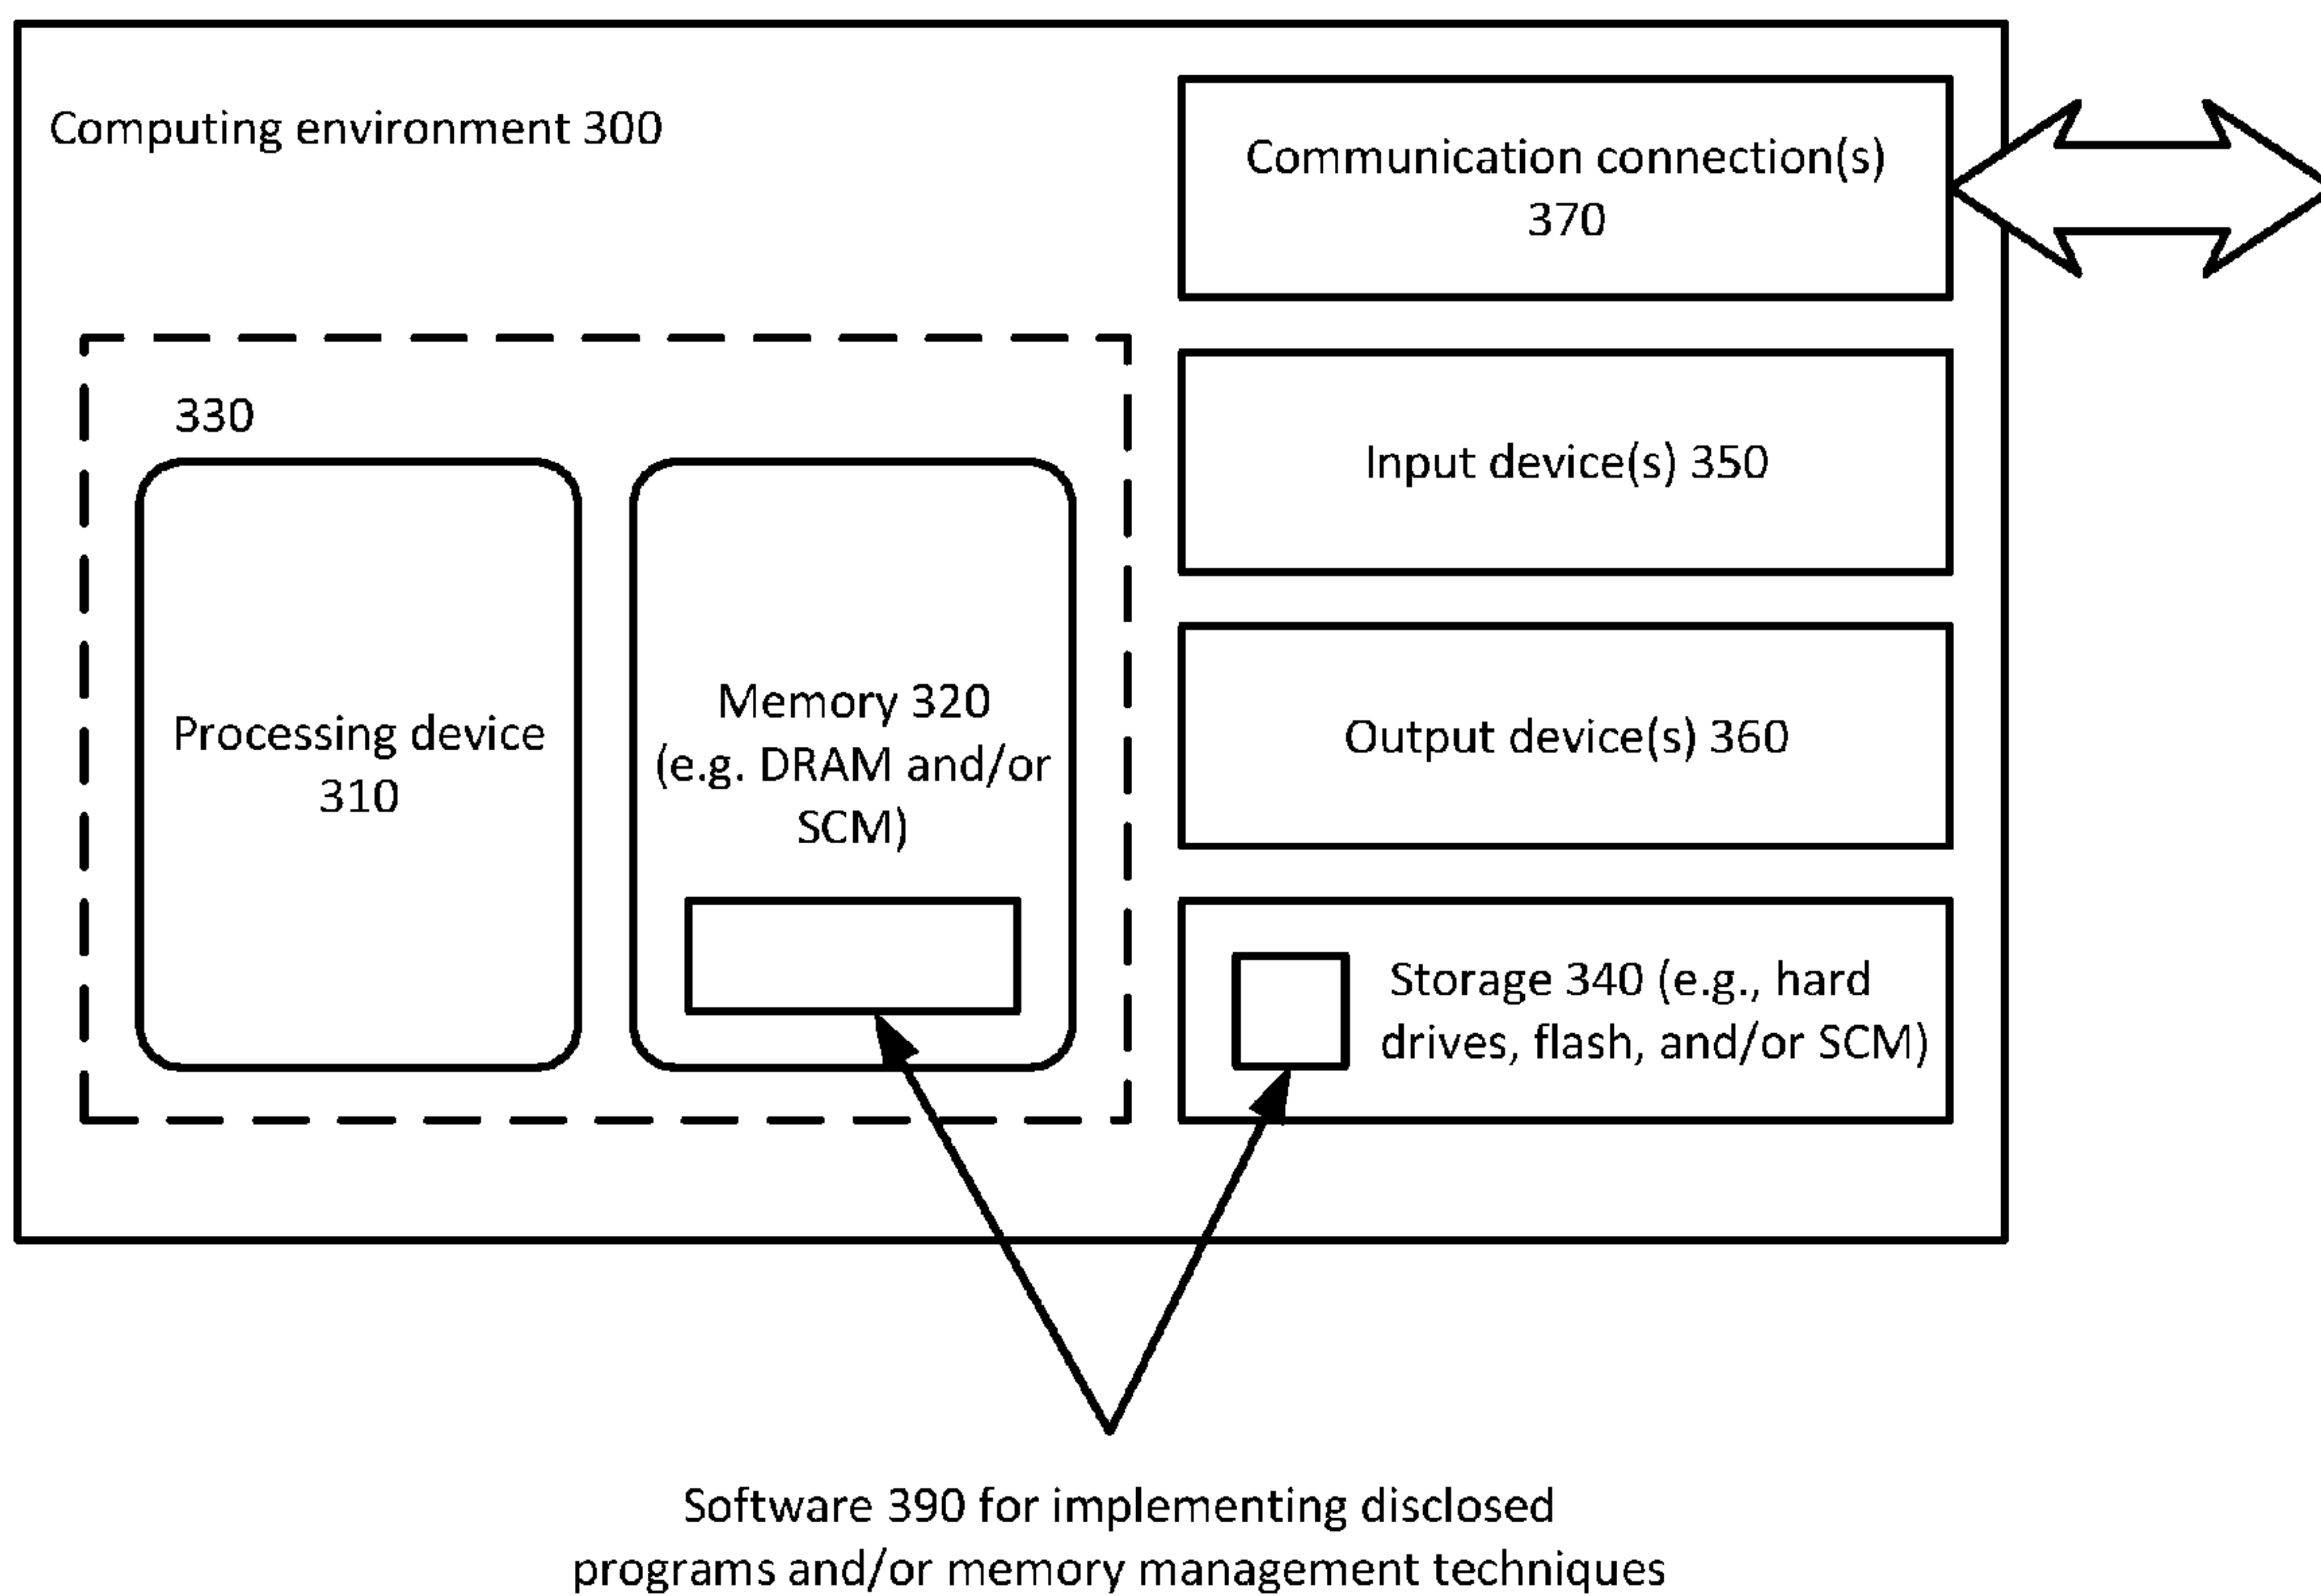 Computing environment 300
Communication connection(s)
370
330
Input device(s) 350
Processing device
310
Memory 320
(e.g. DRAM and/or
SCM)
Output device(s) 360
Storage 340 (e.g., hard
drives, flash, and/or SCM)
Software 390 for implementing disclosed
programs and/or memory management techniques